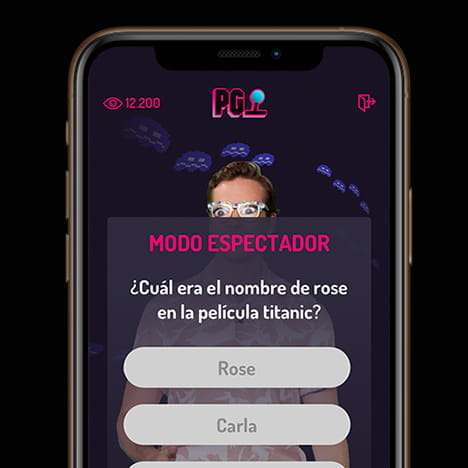 12.200
PG
MODO ESPECTADOR
¿Cuál era el nombre de rose
en la película titanic?
Rose
Carla